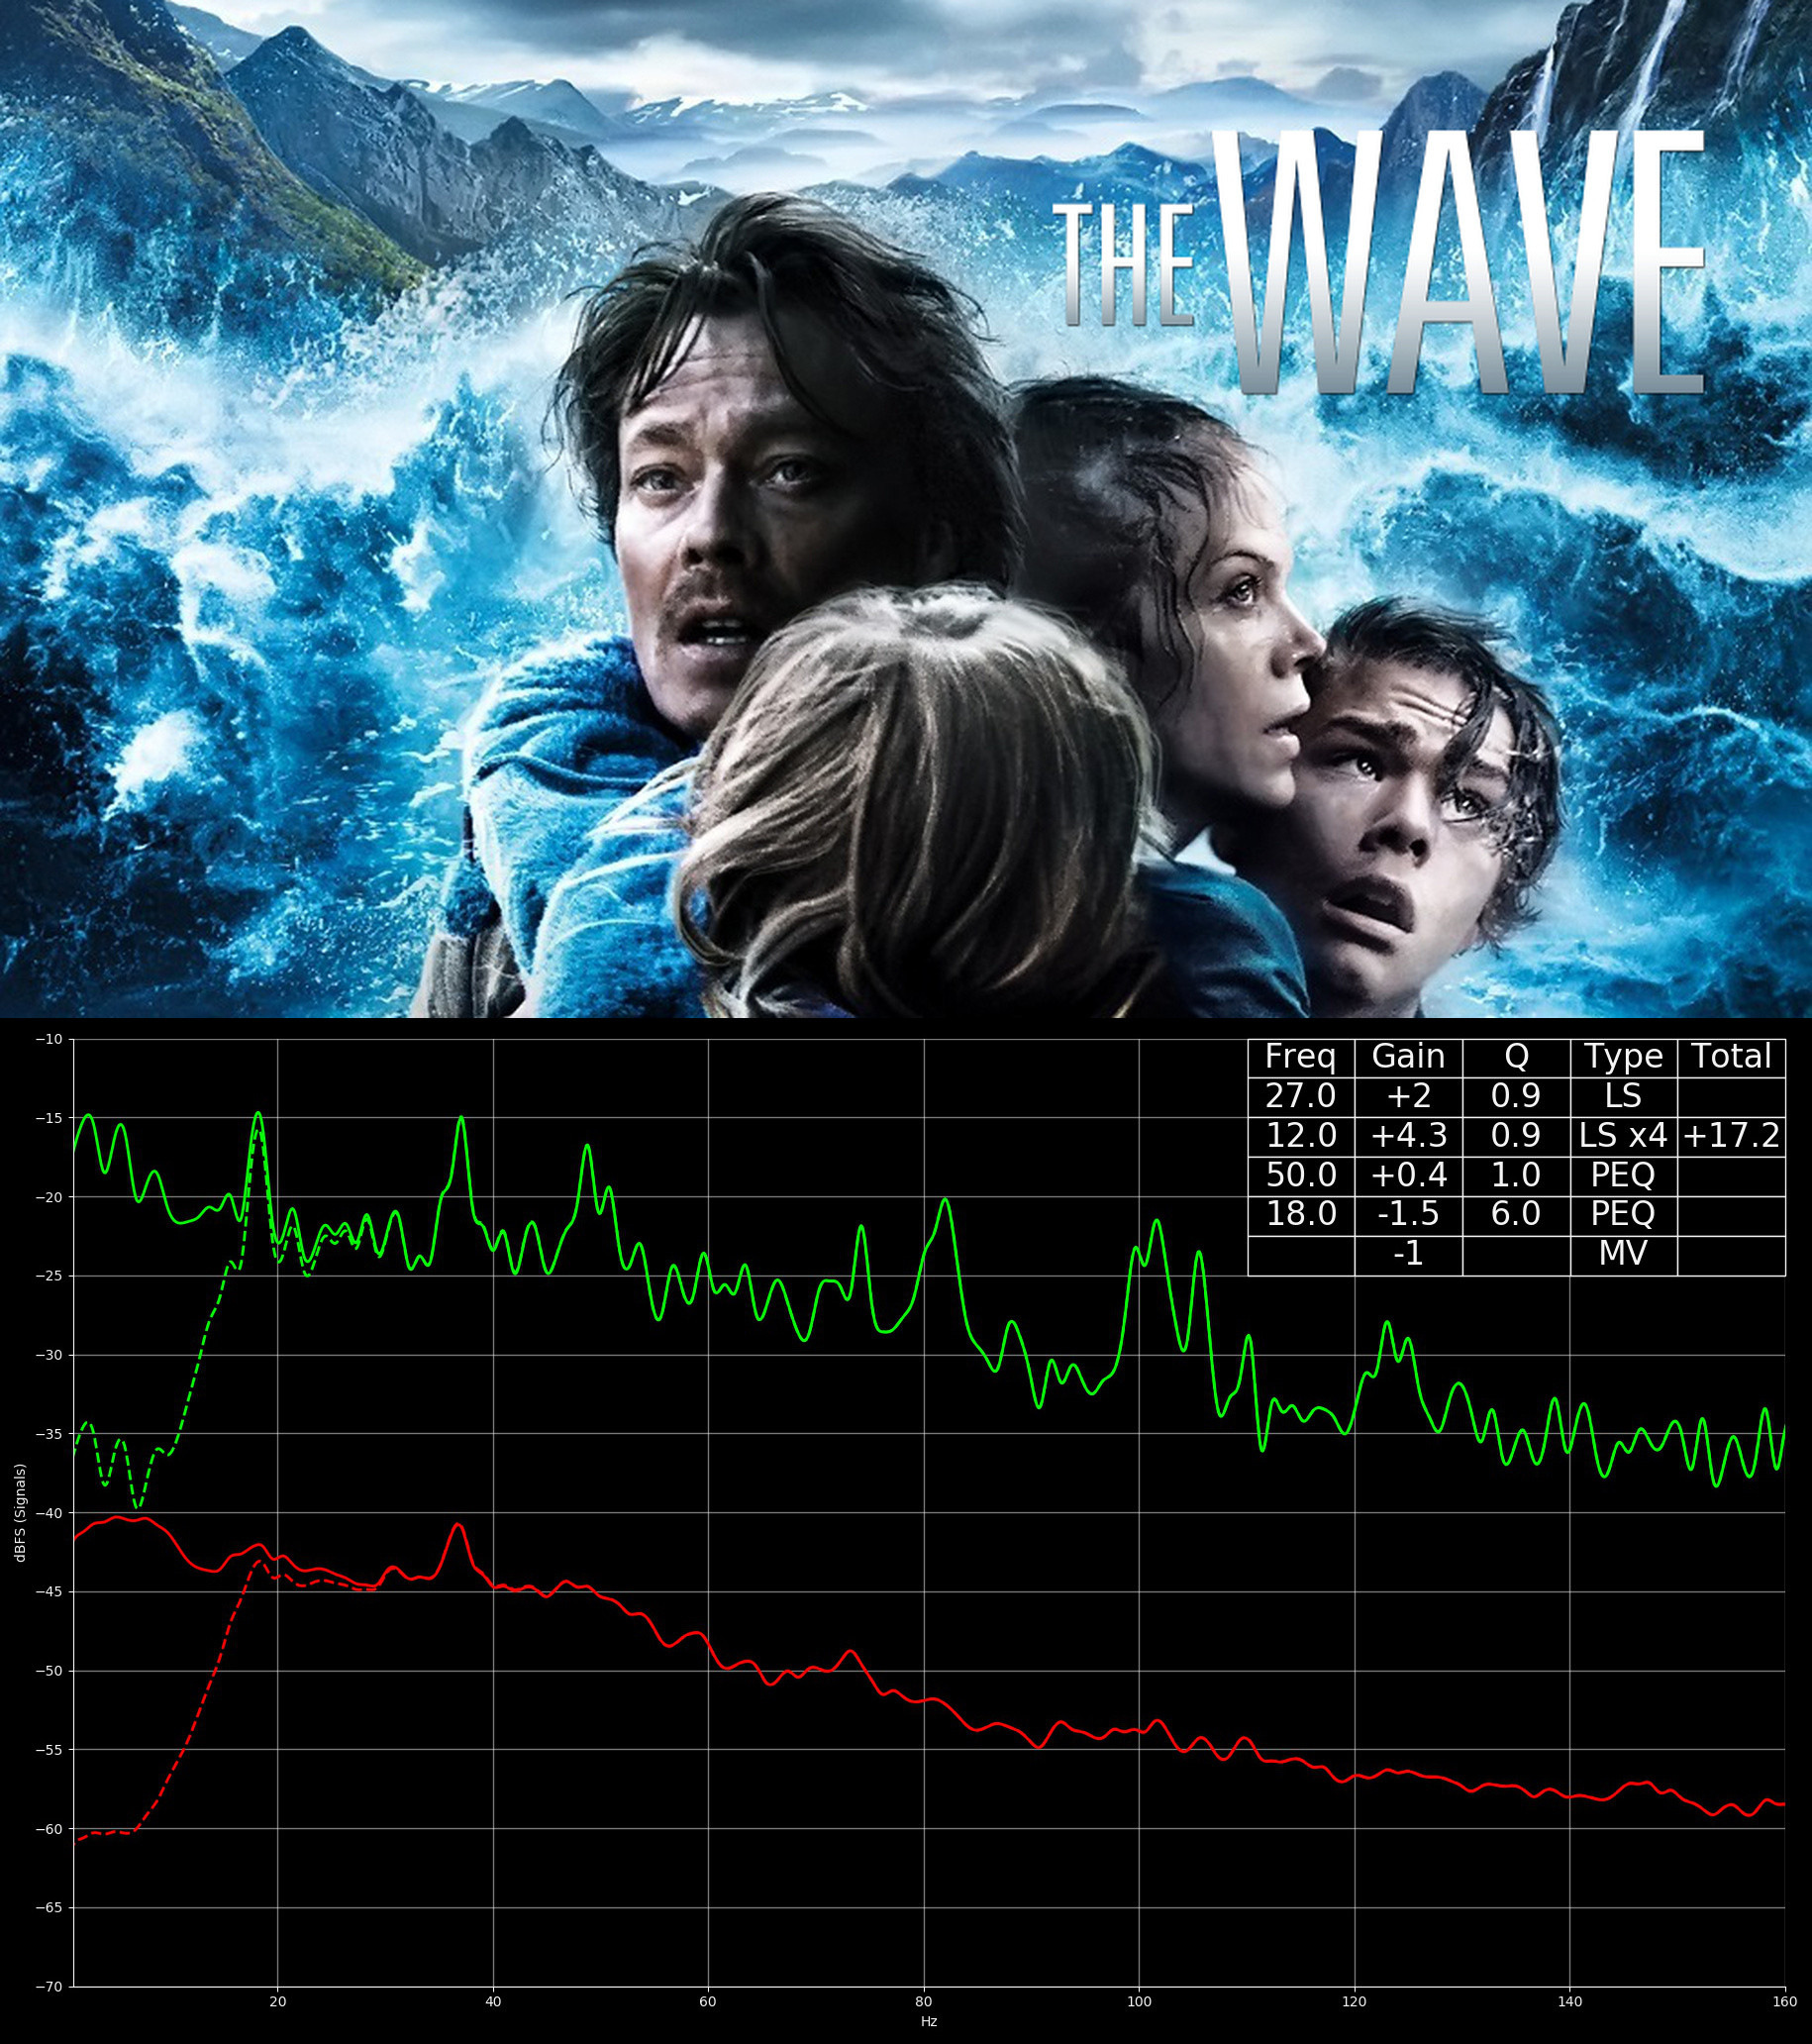 THE WAVE
Freq Gain Q Type Total
27.0 +2 0.9 LS
12.0 +4.3 0.9 LS x4 +17.2
50.0 +0.4 1.0 PEQ
18.0 -1.5 6.0 PEQ
-1 MV
−10
−15
−20
−25
−30
−35
−40
−45
−50
−55
−60
−65
−70
dBFS (Signals)
20 40 60 80 100 120 140 160
Hz